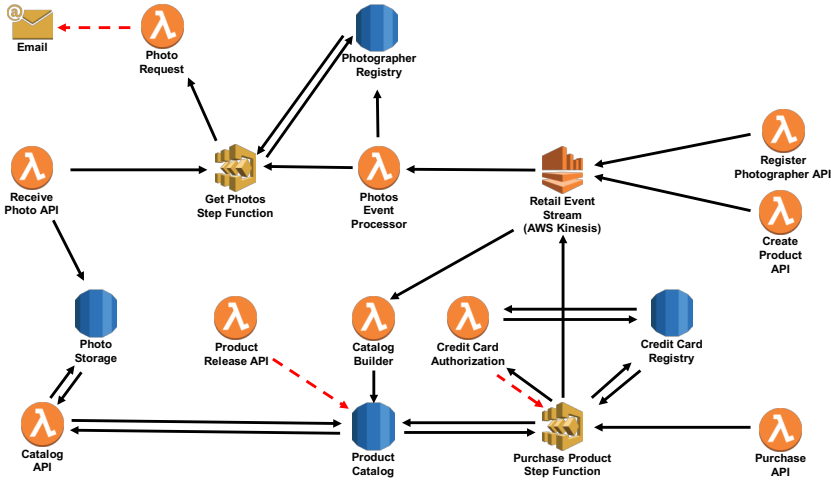 @
Email
Photo
Request
Photographer
Registry
λ
Receive
Photo API
Get Photos
Step Function
λ
Photos
Event
Processor
Retail Event
Stream
(AWS Kinesis)
λ
Register
Photographer API
λ
Create
Product
API
Photo
Storage
λ
Product
Release API
λ
Catalog
Builder
λ
Credit Card
Authorization
Credit Card
Registry
λ
Catalog
API
Product
Catalog
Purchase Product
Step Function
λ
Purchase
API